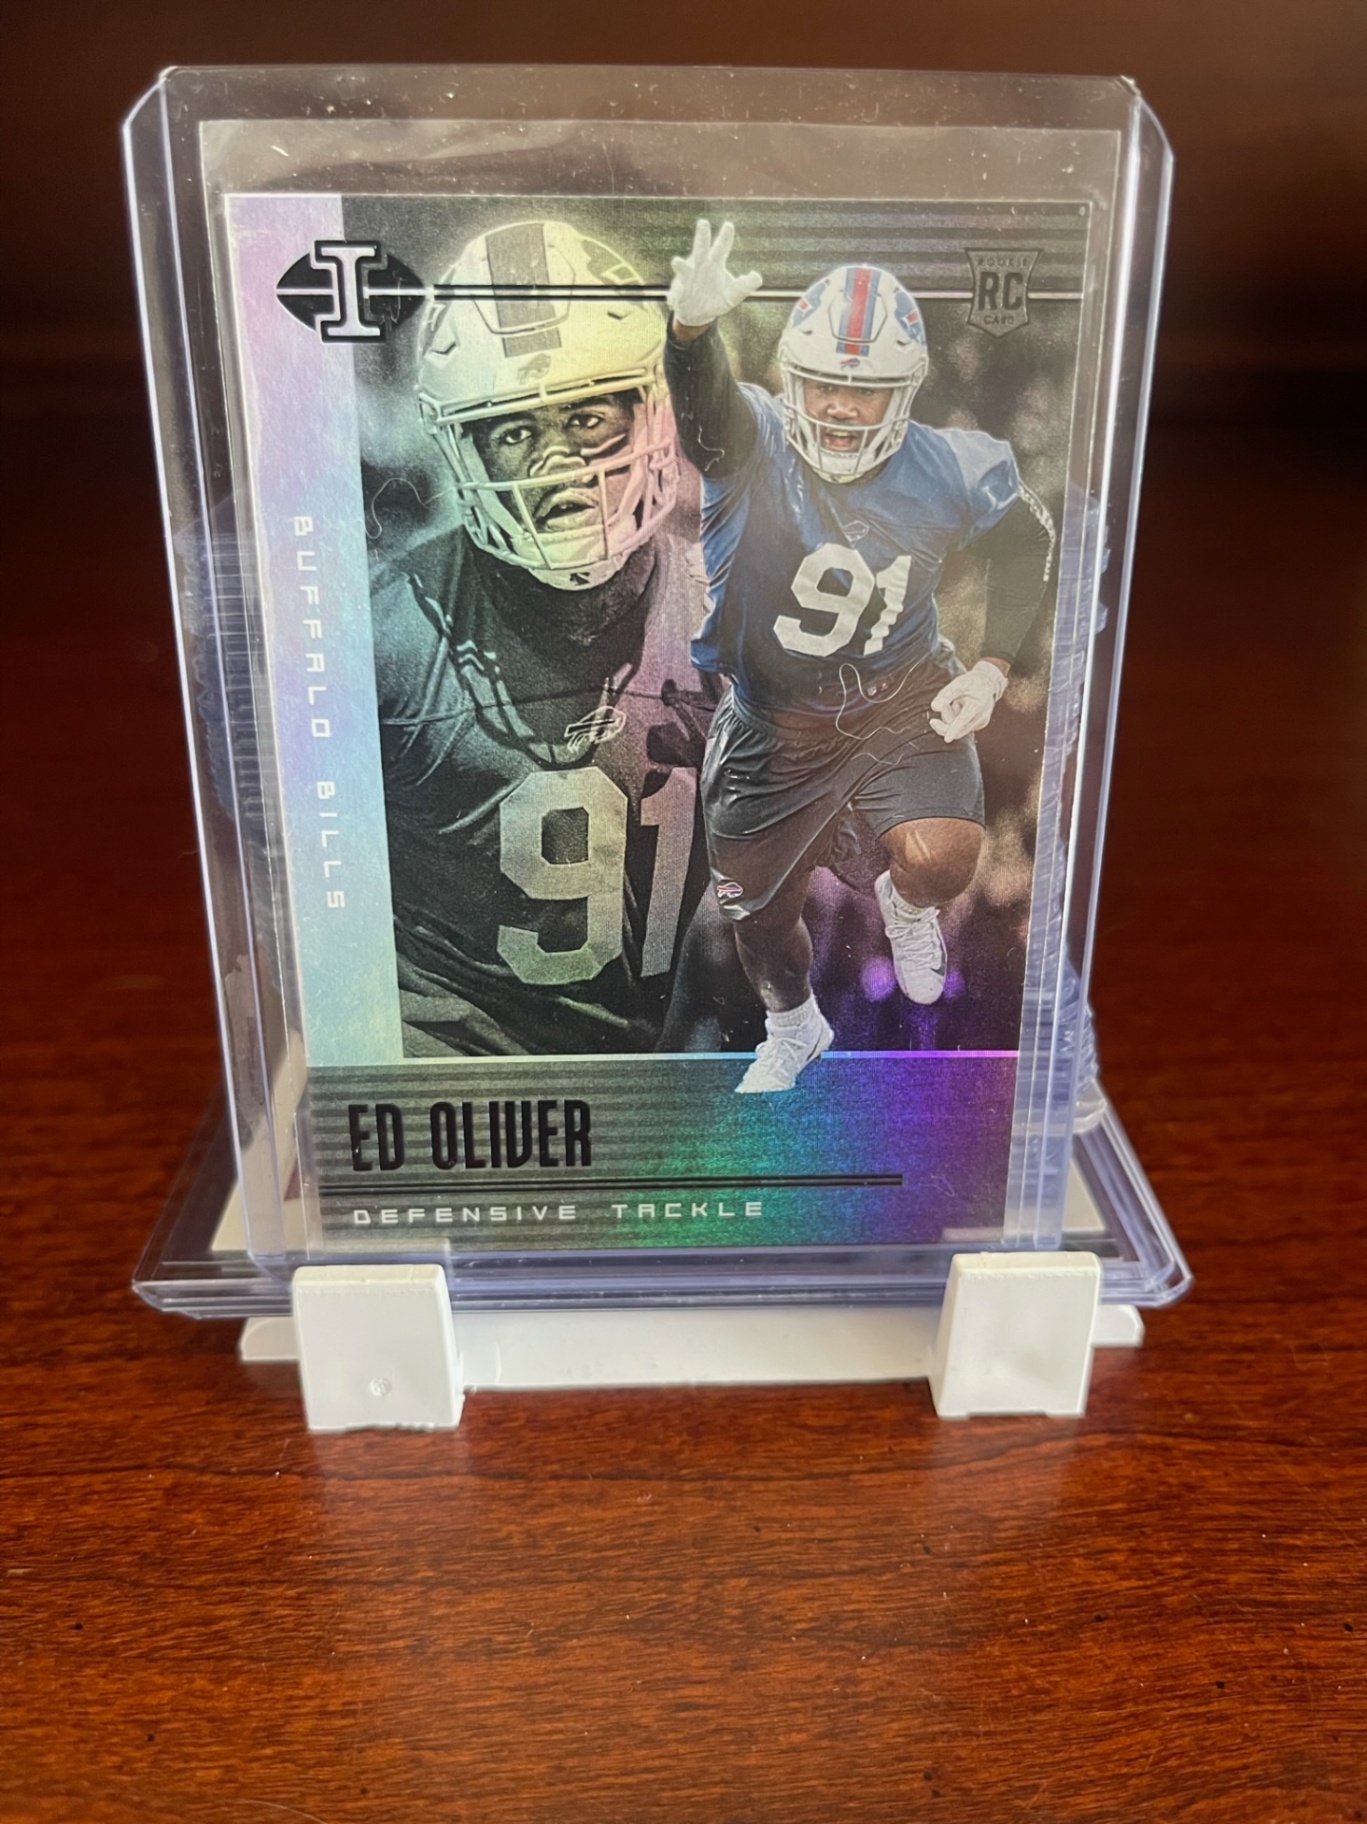 I
ROOKIE
RC
CARD
91
91
BUFFALO BILLS
ED OLIVER
DEFENSIVE TACKLE